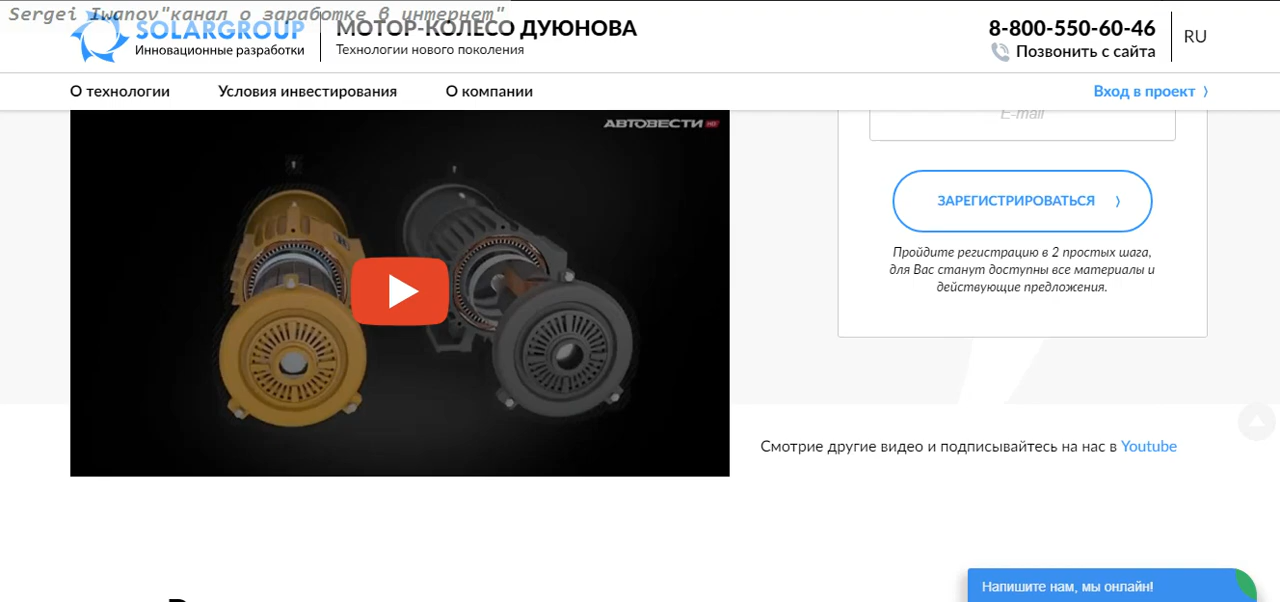 Sergei Iwanov"канал о заработке в интернет"
SOLARGROUP
Инновационные разработки
МОТОР-КОЛЕСО ДУЮНОВА
Технологии нового поколения
8-800-550-60-46
Позвонить с сайта
RU
О технологии
Условия инвестирования
О компании
Вход в проект
АВТОВЕСТИ HD
E-mail
ЗАРЕГИСТРИРОВАТЬСЯ
Пройдите регистрацию в 2 простых шага,
для Вас станут доступны все материалы и
действующие предложения.
Смотрие другие видео и подписывайтесь на нас в Youtube
Напишите нам, мы онлайн!